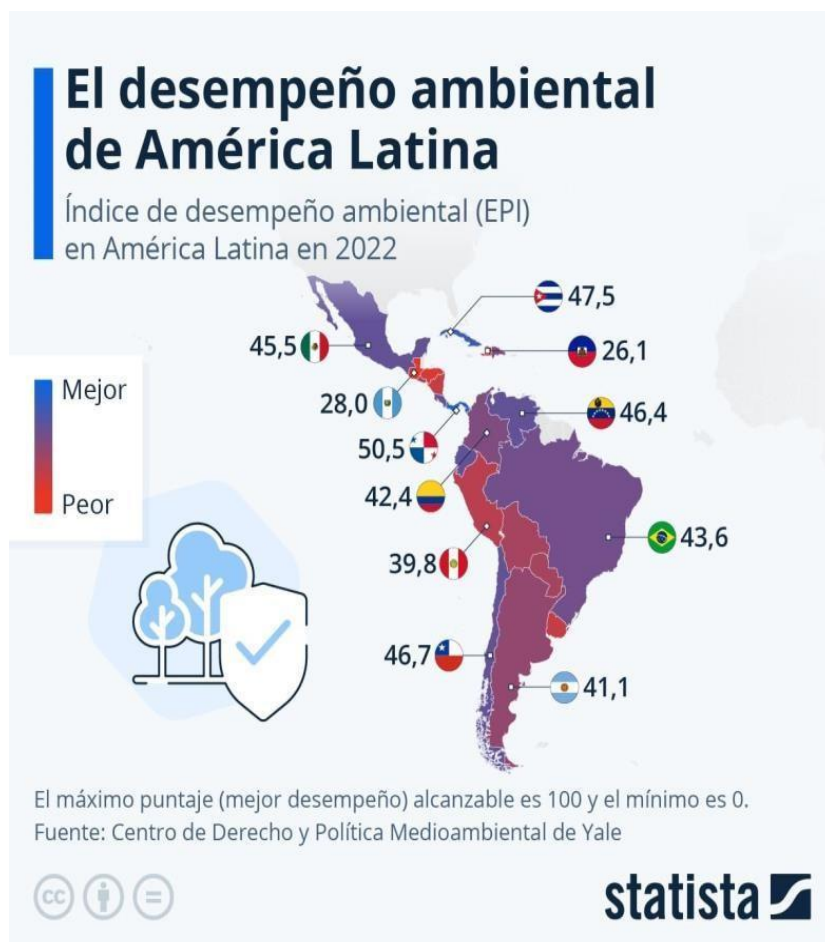 El desempeño ambiental
de América Latina
Índice de desempeño ambiental (EPI)
en América Latina en 2022
47,5
45,5
26,1
Mejor
28,0
46,4
50,5
Peor
42,4
43,6
39,8
46,7
41,1
El máximo puntaje (mejor desempeño) alcanzable es 100 y el mínimo es 0.
Fuente: Centro de Derecho y Política Medioambiental de Yale
cc
statista